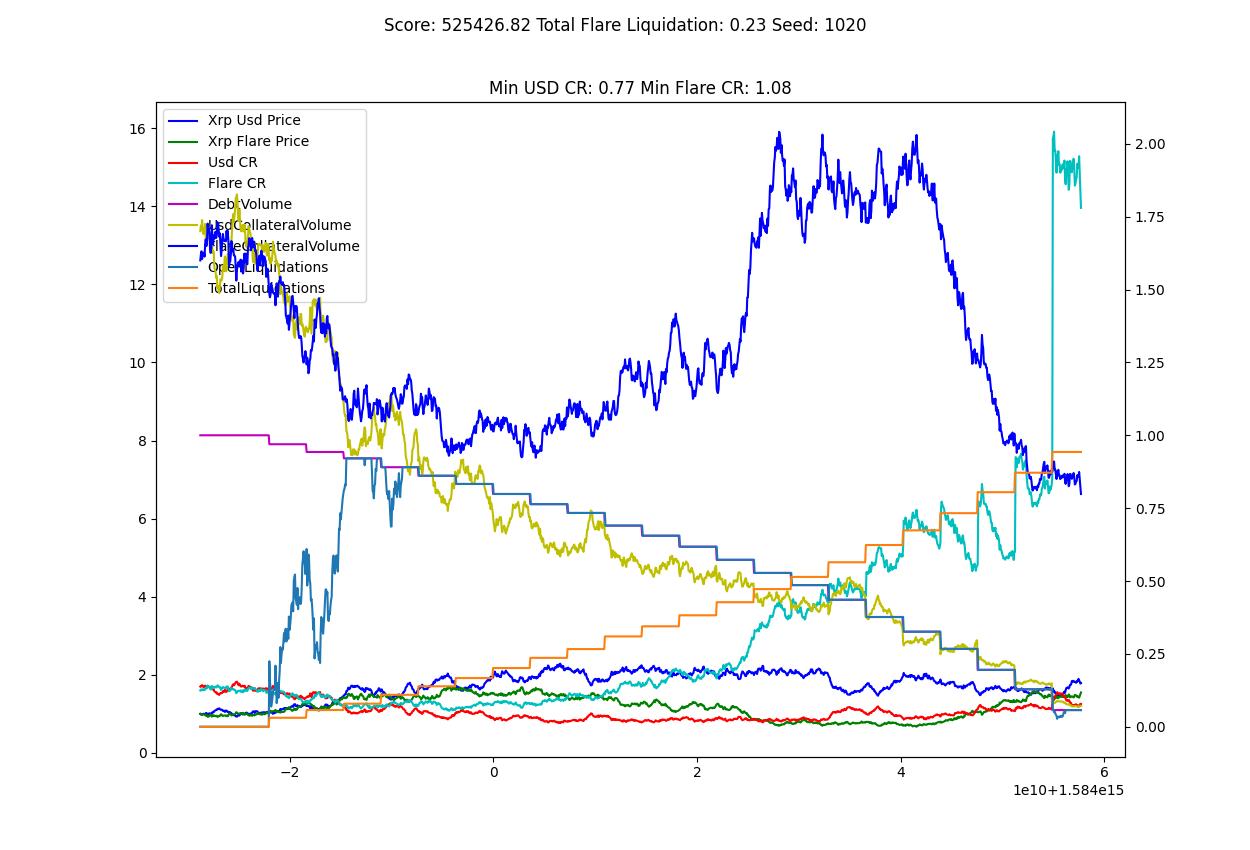 Score: 525426.82 Total Flare Liquidation: 0.23 Seed: 1020
Min USD CR: 0.77 Min Flare CR: 1.08
Xrp Usd Price
Xrp Flare Price
Usd CR
Flare CR
DebtVolume
UsdCollateralVolume
FlareCollateralVolume
OpenLiquidations
TotalLiquidations
16
14
12
10
8
6
4
2
0
2.00
1.75
1.50
1.25
1.00
0.75
0.50
0.25
0.00
−2
0
2
4
6
1e10+1.584e15